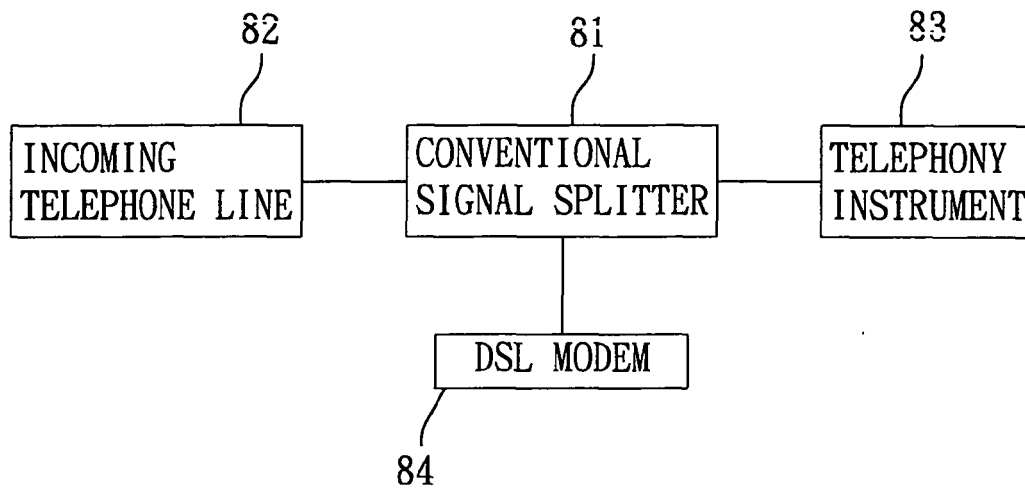 82
81
83
INCOMING
TELEPHONE LINE
CONVENTIONAL
SIGNAL SPLITTER
TELEPHONY
INSTRUMENT
DSL MODEM
84